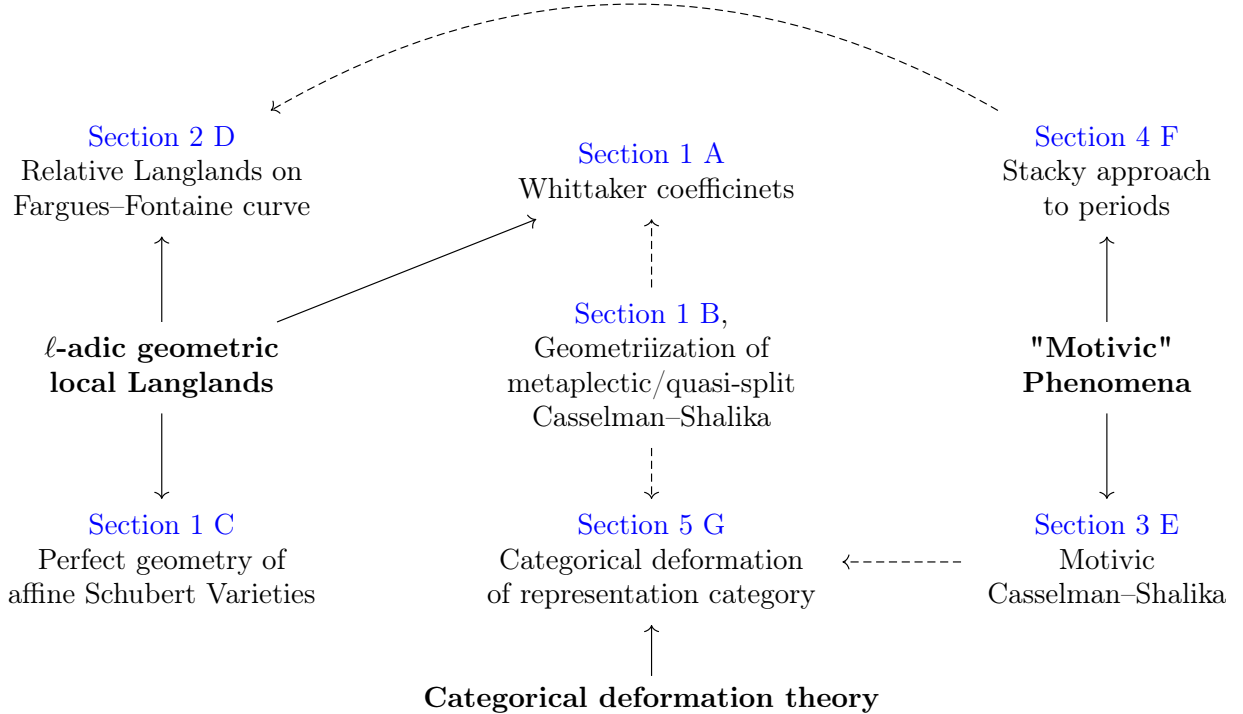 Section 2 D
Relative Langlands on
Fargues–Fontaine curve
Section 1 A
Whittaker coefficinets
Section 4 F
Stacky approach
to periods
ℓ-adic geometric
local Langlands
Section 1 B,
Geometriization of
metaplectic/quasi-split
Casselman–Shalika
"Motivic"
Phenomena
Section 1 C
Perfect geometry of
affine Schubert Varieties
Section 5 G
Categorical deformation
of representation category
Section 3 E
Motivic
Casselman–Shalika
Categorical deformation theory